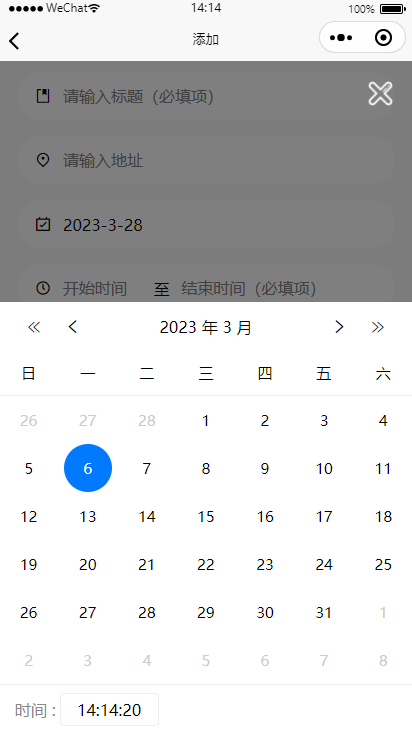 ●●●●● WeChat 14:14 100%
添加
请输入标题（必填项）
请输入地址
2023-3-28
开始时间 至 结束时间（必填项）
2023 年 3 月
日 一 二 三 四 五 六
26 27 28 1 2 3 4
5 6 7 8 9 10 11
12 13 14 15 16 17 18
19 20 21 22 23 24 25
26 27 28 29 30 31 1
2 3 4 5 6 7 8
时间 : 14:14:20